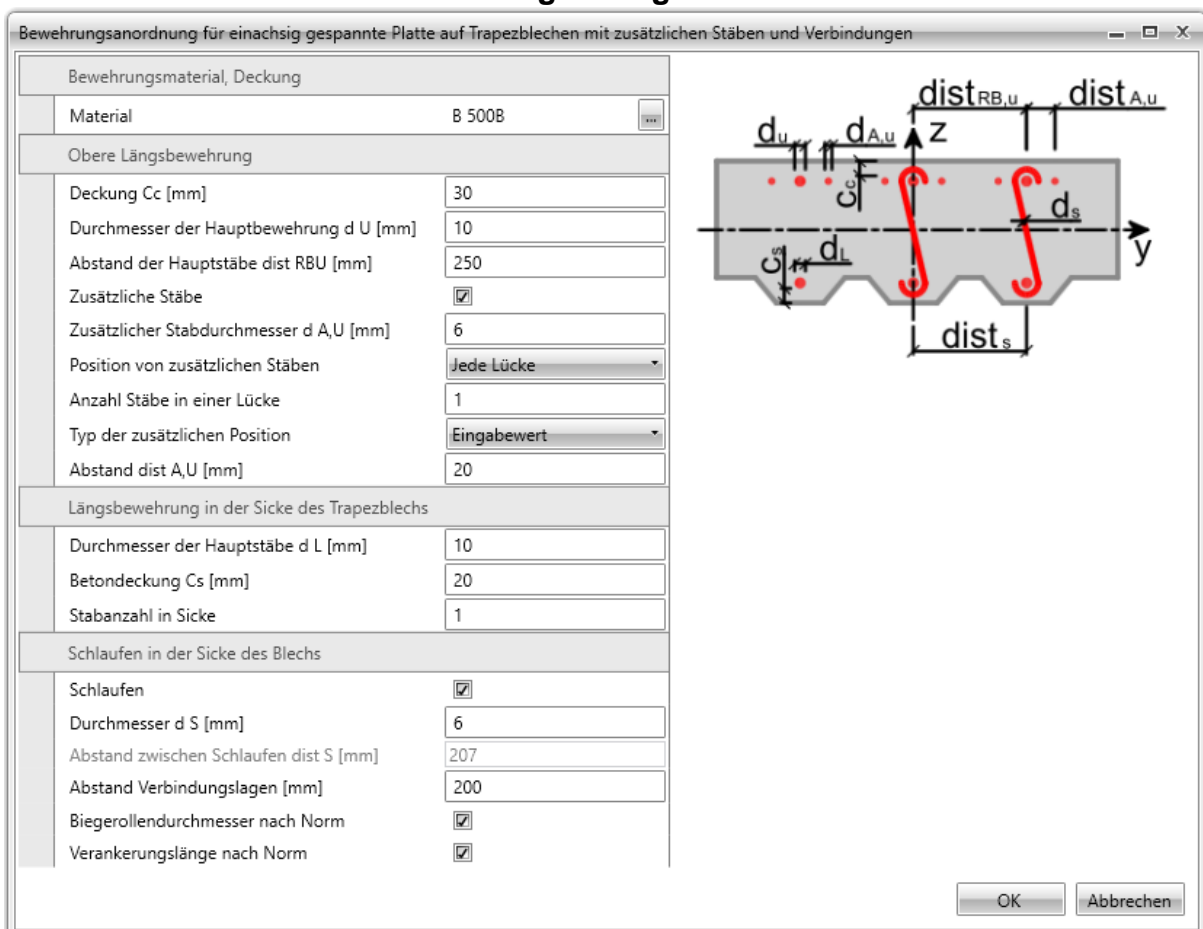 Bewehrungsanordnung für einachsig gespannte Platte auf Trapezblechen mit zusätzlichen Stäben und Verbindungen
Bewehrungsmaterial, Deckung
Material B 500B ...
Obere Längsbewehrung
Deckung Cc [mm] 30
Durchmesser der Hauptbewehrung d U [mm] 10
Abstand der Hauptstäbe dist RBU [mm] 250
Zusätzliche Stäbe
Zusätzlicher Stabdurchmesser d A,U [mm] 6
Position von zusätzlichen Stäben Jede Lücke
Anzahl Stäbe in einer Lücke 1
Typ der zusätzlichen Position Eingabewert
Abstand dist A,U [mm] 20
Längsbewehrung in der Sicke des Trapezblechs
Durchmesser der Hauptstäbe d L [mm] 10
Betondeckung Cs [mm] 20
Stabanzahl in Sicke 1
Schlaufen in der Sicke des Blechs
Schlaufen
Durchmesser d S [mm] 6
Abstand zwischen Schlaufen dist S [mm] 207
Abstand Verbindungslagen [mm] 200
Biegerollendurchmesser nach Norm
Verankerungslänge nach Norm
dist RB,u dist A,u
du dA,u z
Cc
ds
Cs dL y
dist s
OK Abbrechen